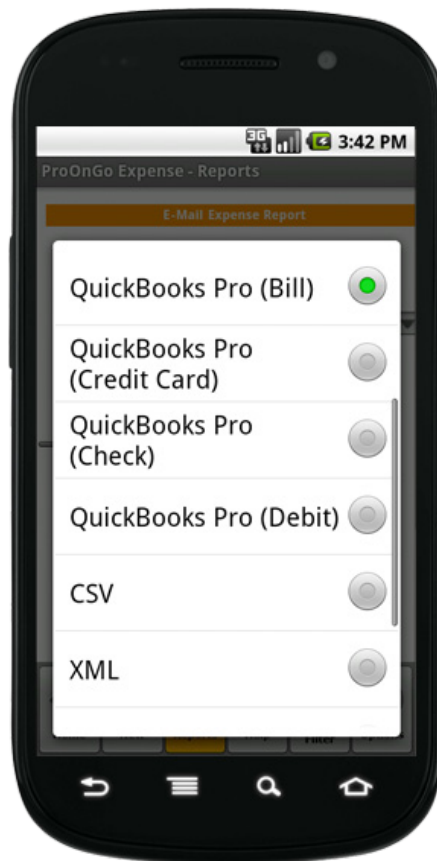 3G
3:42 PM
ProOnGo Expense - Reports
E-Mail Expense Report
QuickBooks Pro (Bill)
QuickBooks Pro
(Credit Card)
QuickBooks Pro
(Check)
QuickBooks Pro (Debit)
CSV
XML
Filter